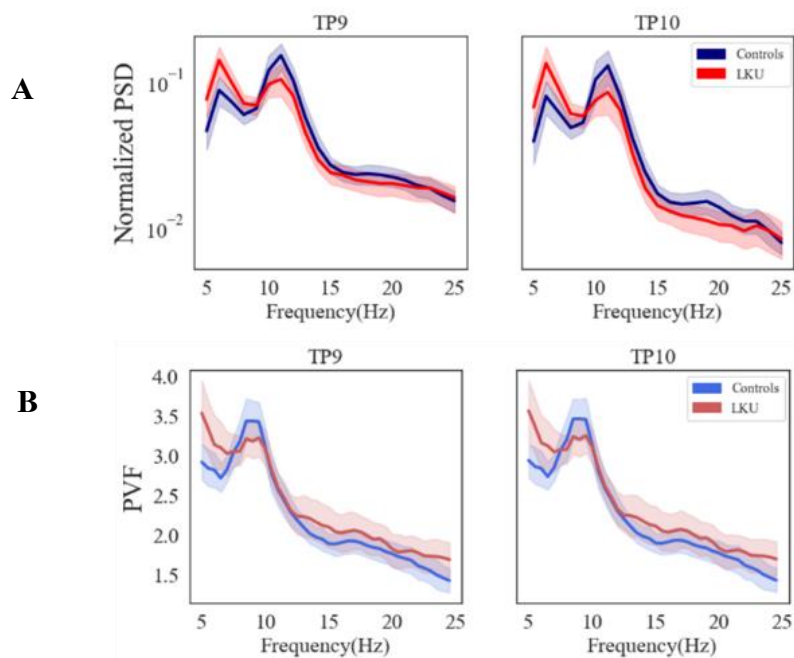 A
TP9
TP10
Normalized PSD
10⁻¹
10⁻²
Controls
LKU
5 10 15 20 25
5 10 15 20 25
Frequency(Hz)
Frequency(Hz)
B
TP9
TP10
PVF
4.0
3.5
3.0
2.5
2.0
1.5
Controls
LKU
5 10 15 20 25
5 10 15 20 25
Frequency(Hz)
Frequency(Hz)